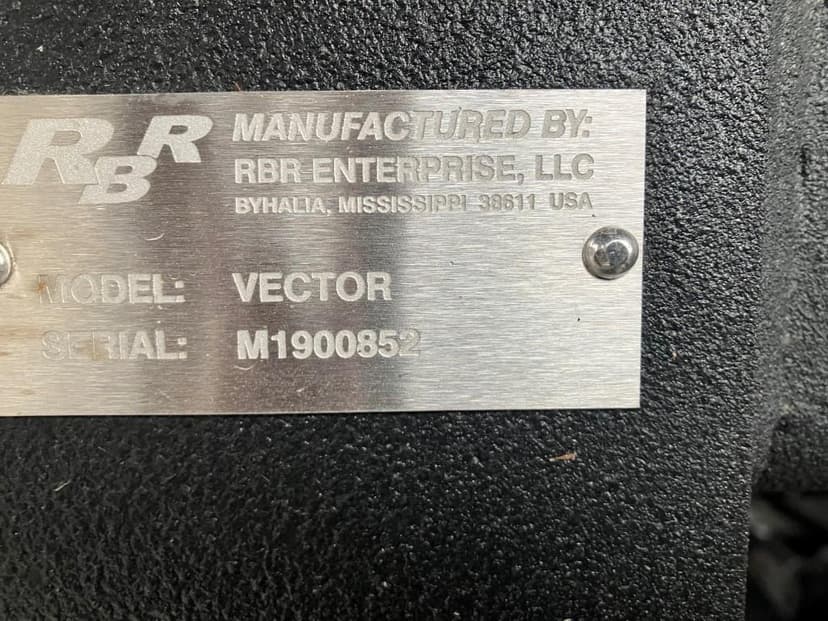 RBR
MANUFACTURED BY:
RBR ENTERPRISE, LLC
BYHALIA, MISSISSIPPI 38611 USA
MODEL: VECTOR
SERIAL: M1900852